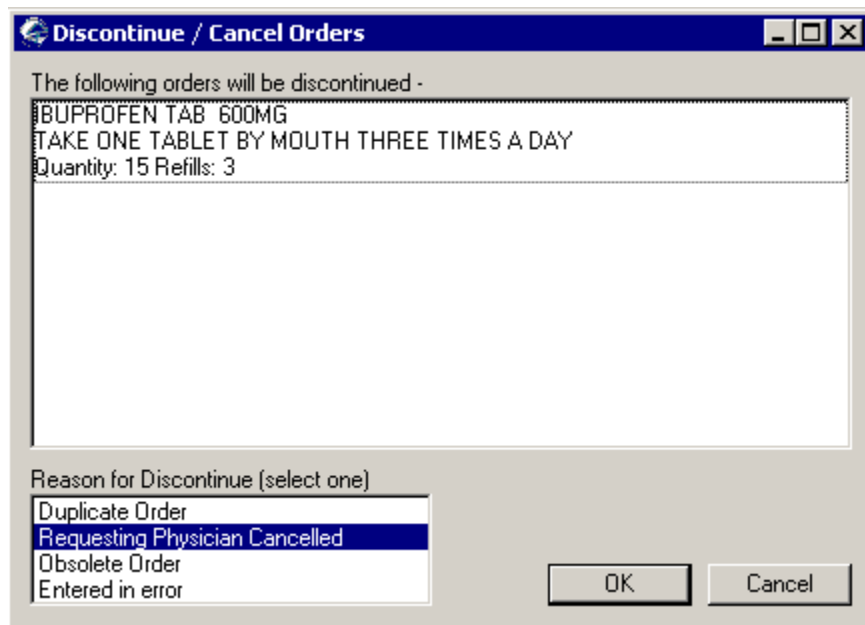 Discontinue / Cancel Orders
The following orders will be discontinued -
IBUPROFEN TAB 600MG
TAKE ONE TABLET BY MOUTH THREE TIMES A DAY
Quantity: 15 Refills: 3
Reason for Discontinue (select one)
Duplicate Order
Requesting Physician Cancelled
Obsolete Order
Entered in error
OK
Cancel